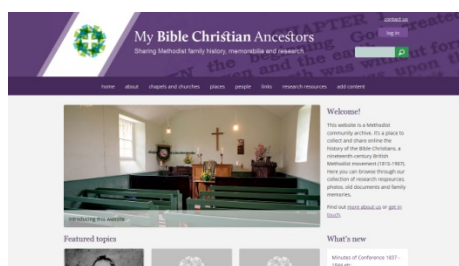 contact us
log in
My Bible Christian Ancestors
Sharing Methodist family history, memorabilia and research
home about chapels and churches places people links research resources add content
Welcome!
This website is a Methodist
community archive. It's a place to
collect and share online the
history of the Bible Christians, a
nineteenth-century British
Methodist movement (1815-1907).
Here you can browse through our
collection of research respources,
photos, old documents and family
memories.
Find out more about us or get in
touch.
Introducing this website
Featured topics
What's new
Minutes of Conference 1837 -